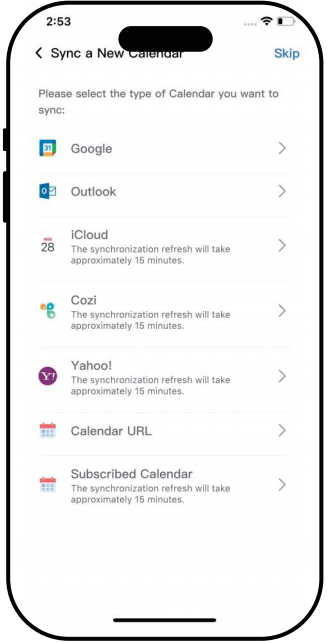 2:53
Sync a New Calendar
Skip
Please select the type of Calendar you want to
sync:
31
Google
Outlook
28
iCloud
The synchronization refresh will take
approximately 15 minutes.
Cozi
The synchronization refresh will take
approximately 15 minutes.
Y!
Yahoo!
The synchronization refresh will take
approximately 15 minutes.
Calendar URL
Subscribed Calendar
The synchronization refresh will take
approximately 15 minutes.